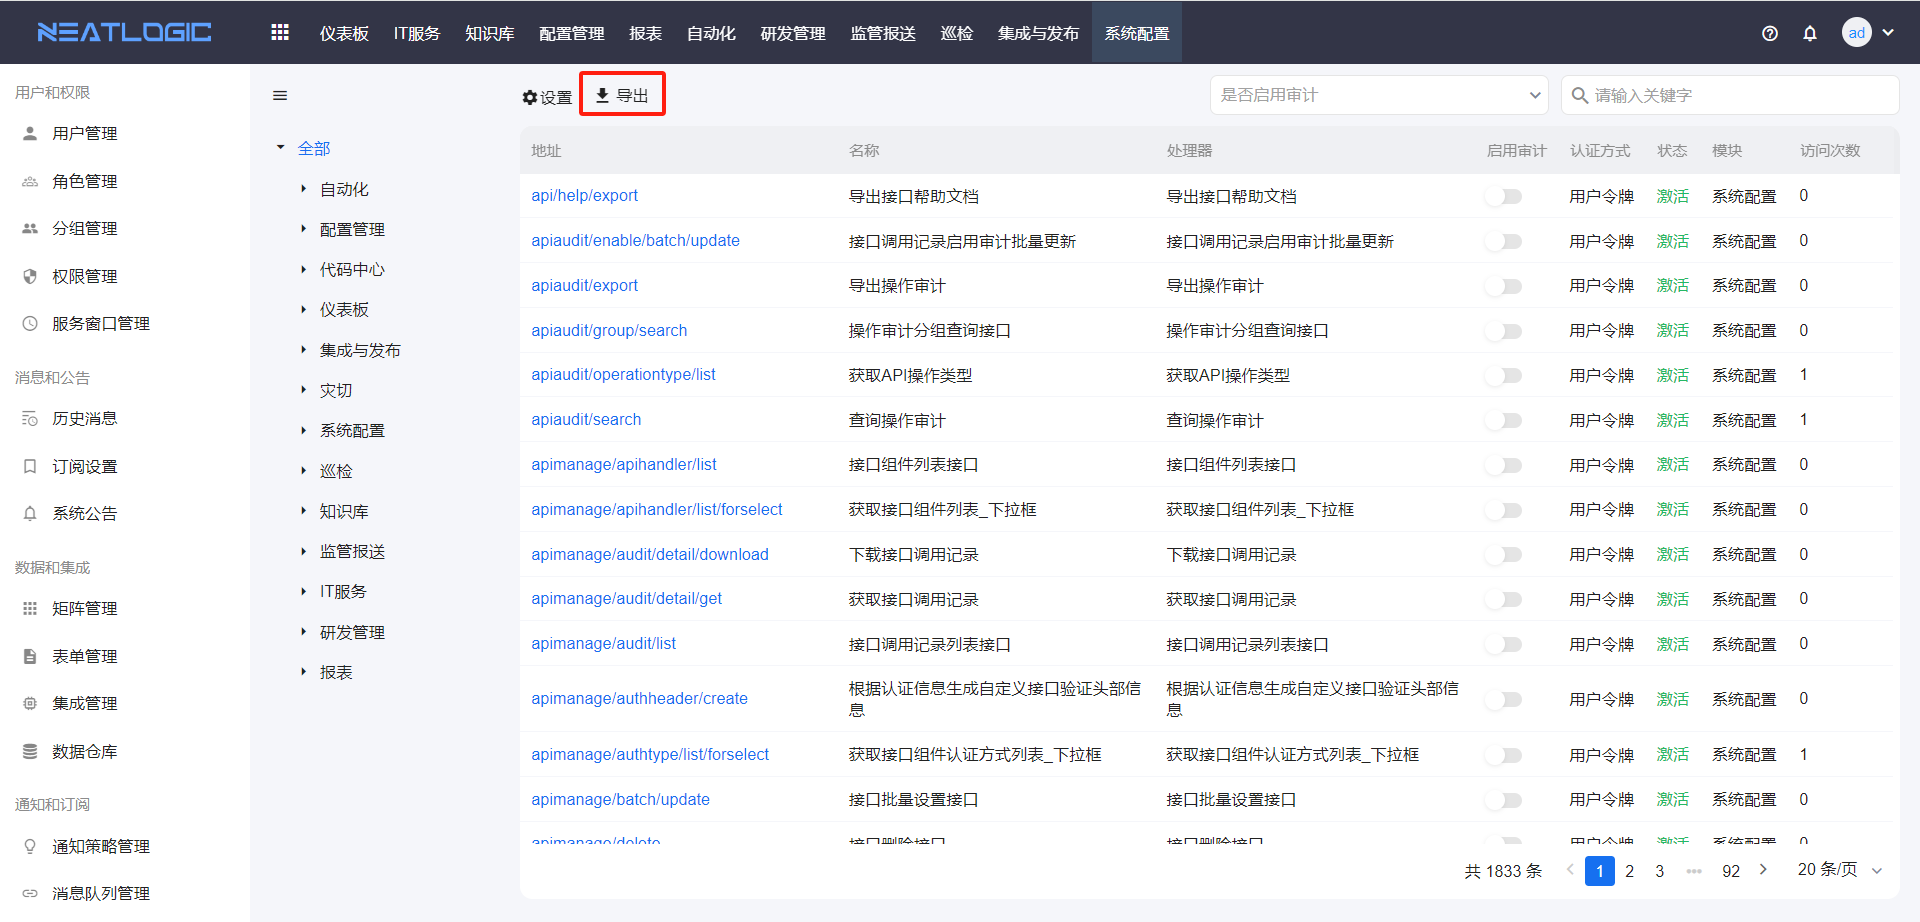 NEATLOGIC
仪表板 IT服务 知识库 配置管理 报表 自动化 研发管理 监管报送 巡检 集成与发布 系统配置
ad
用户和权限
用户管理
角色管理
分组管理
权限管理
服务窗口管理
消息和公告
历史消息
订阅设置
系统公告
数据和集成
矩阵管理
表单管理
集成管理
数据仓库
通知和订阅
通知策略管理
消息队列管理
全部
自动化
配置管理
代码中心
仪表板
集成与发布
灾切
系统配置
巡检
知识库
监管报送
IT服务
研发管理
报表
设置 导出 是否启用审计 请输入关键字
地址 名称 处理器 启用审计 认证方式 状态 模块 访问次数
api/help/export 导出接口帮助文档 导出接口帮助文档 用户令牌 激活 系统配置 0
apiaudit/enable/batch/update 接口调用记录启用审计批量更新 接口调用记录启用审计批量更新 用户令牌 激活 系统配置 0
apiaudit/export 导出操作审计 导出操作审计 用户令牌 激活 系统配置 0
apiaudit/group/search 操作审计分组查询接口 操作审计分组查询接口 用户令牌 激活 系统配置 0
apiaudit/operationtype/list 获取API操作类型 获取API操作类型 用户令牌 激活 系统配置 1
apiaudit/search 查询操作审计 查询操作审计 用户令牌 激活 系统配置 1
apimanage/apihandler/list 接口组件列表接口 接口组件列表接口 用户令牌 激活 系统配置 0
apimanage/apihandler/list/forselect 获取接口组件列表_下拉框 获取接口组件列表_下拉框 用户令牌 激活 系统配置 0
apimanage/audit/detail/download 下载接口调用记录 下载接口调用记录 用户令牌 激活 系统配置 0
apimanage/audit/detail/get 获取接口调用记录 获取接口调用记录 用户令牌 激活 系统配置 0
apimanage/audit/list 接口调用记录列表接口 接口调用记录列表接口 用户令牌 激活 系统配置 0
apimanage/authheader/create 根据认证信息生成自定义接口验证头部信 根据认证信息生成自定义接口验证头部信 用户令牌 激活 系统配置 0
息 息
apimanage/authtype/list/forselect 获取接口组件认证方式列表_下拉框 获取接口组件认证方式列表_下拉框 用户令牌 激活 系统配置 1
apimanage/batch/update 接口批量设置接口 接口批量设置接口 用户令牌 激活 系统配置 0
apimanage/delete 接口删除接口 接口删除接口 用户令牌 激活 系统配置 0
共 1833 条 1 2 3 ••• 92 20 条/页